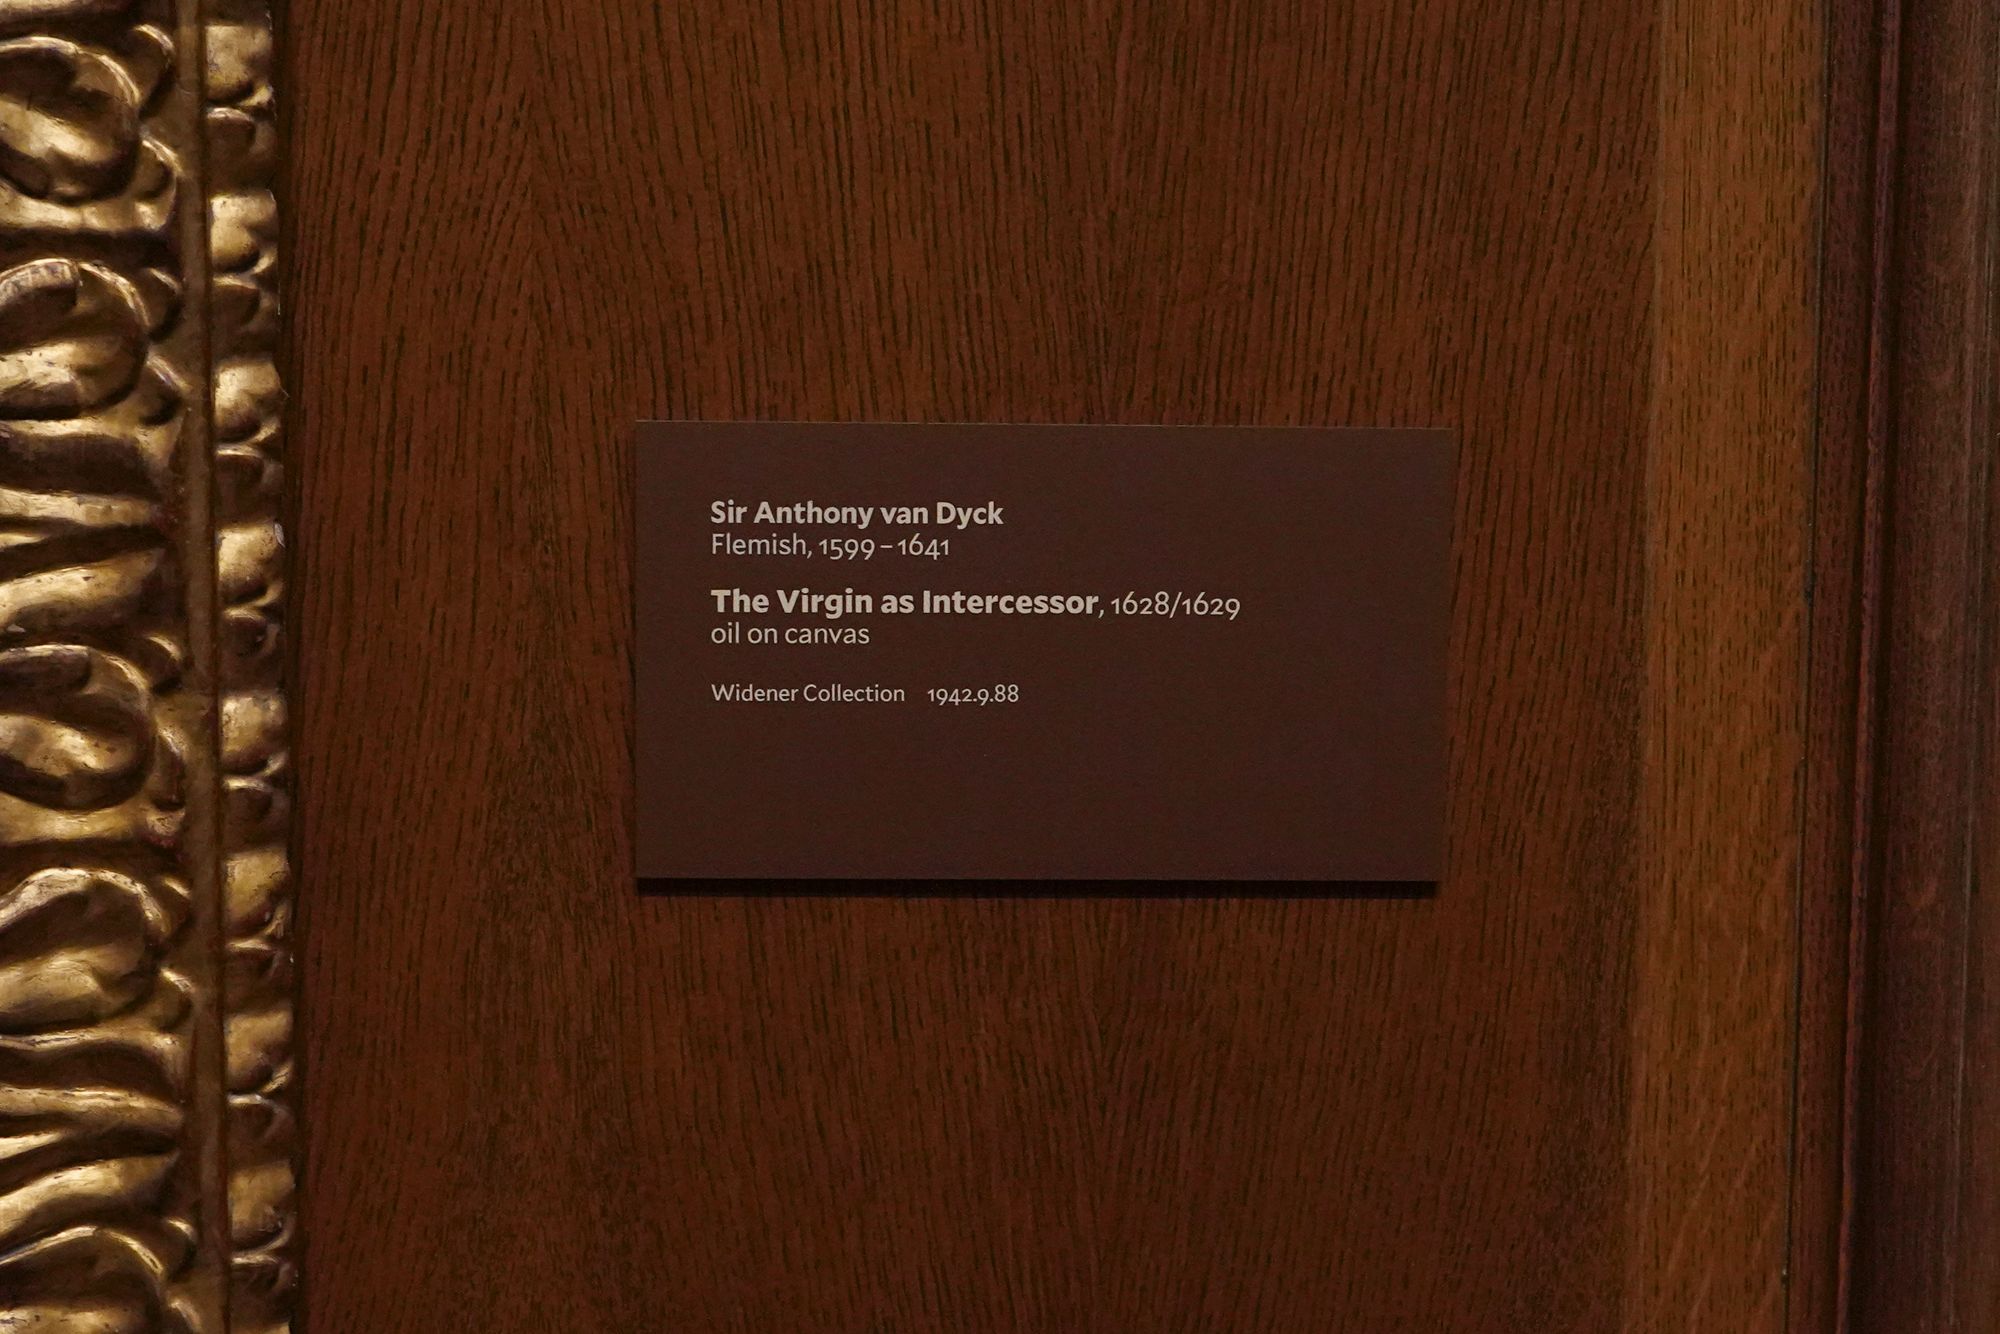 Sir Anthony van Dyck
Flemish, 1599 – 1641
The Virgin as Intercessor, 1628/1629
oil on canvas
Widener Collection 1942.9.88